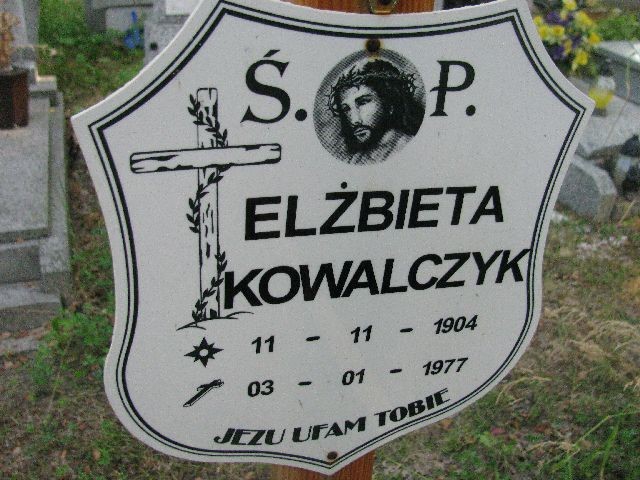 Ś. P.
ELŻBIETA
KOWALCZYK
11 - 11 - 1904
03 - 01 - 1977
JEZU UFAM TOBIE